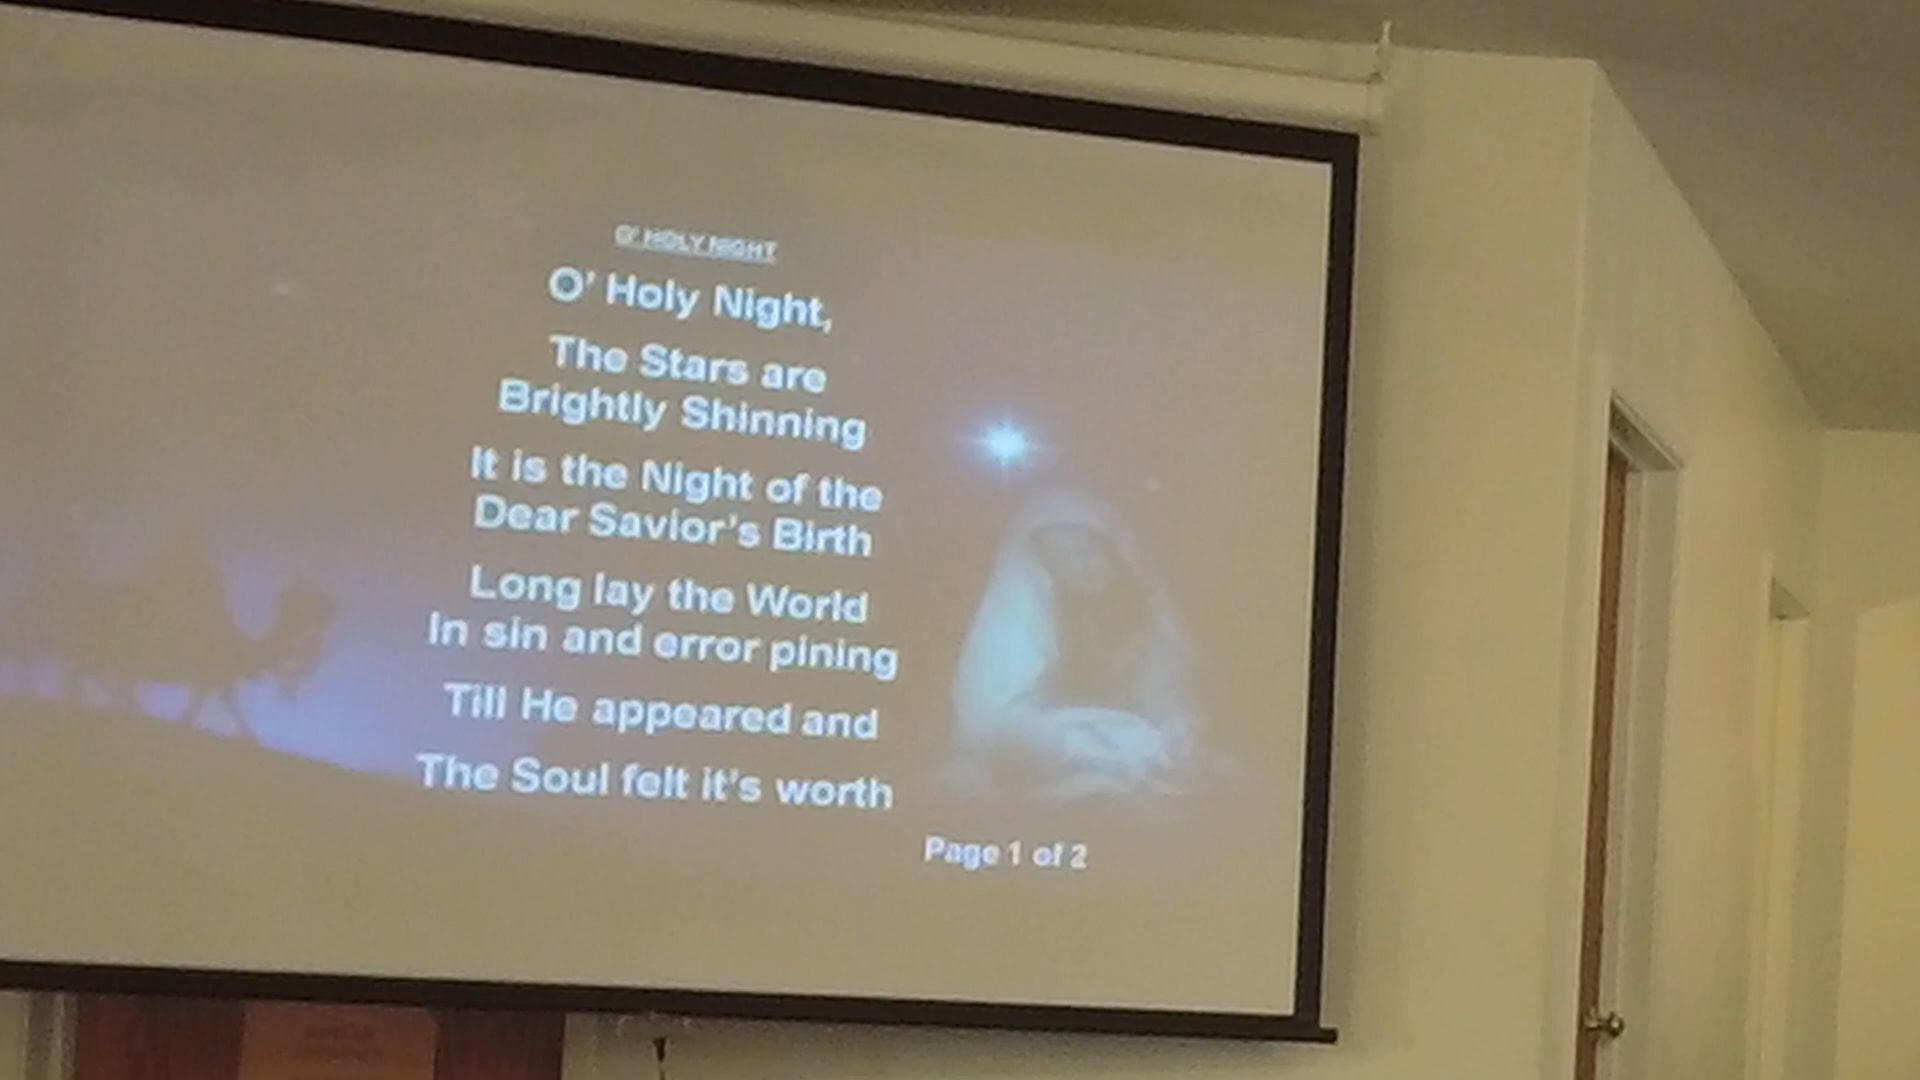 O' HOLY NIGHT
O' Holy Night,
The Stars are
Brightly Shinning
It is the Night of the
Dear Savior's Birth
Long lay the World
In sin and error pining
Till He appeared and
The Soul felt it's worth
Page 1 of 2